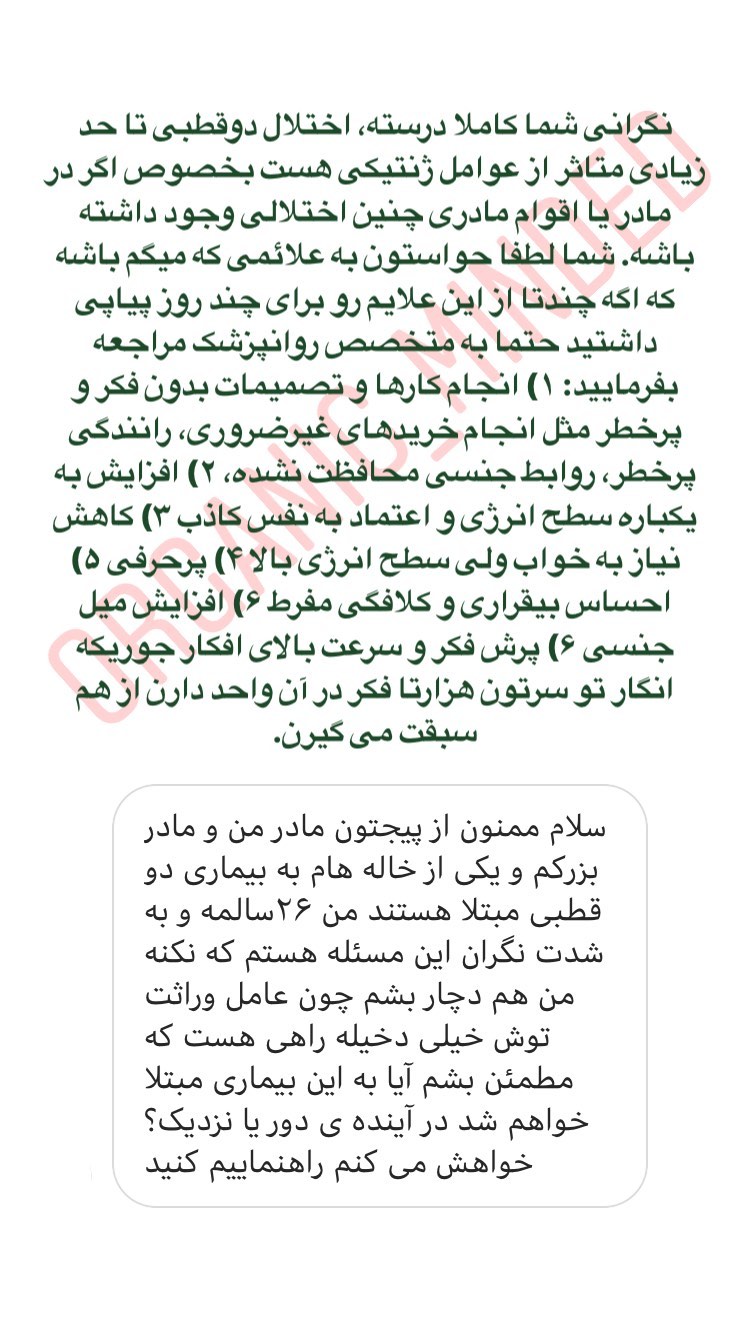 نگرانی شما کاملا درسته، اختلال دوقطبی تا حد
زیادی متاثر از عوامل ژنتیکی هست بخصوص اگر در
مادر یا اقوام مادری چنین اختلالی وجود داشته
باشه. شما لطفا حواستون به علائمی که میگم باشه
که اگه چندتا از این علایم رو برای چند روز پیاپی
داشتید حتما به متخصص روانپزشک مراجعه
بفرمایید: ۱) انجام کارها و تصمیمات بدون فکر و
پرخطر مثل انجام خریدهای غیرضروری، رانندگی
پرخطر، روابط جنسی محافظت نشده، ۲) افزایش به
یکباره سطح انرژی و اعتماد به نفس کاذب ۳) کاهش
نیاز به خواب ولی سطح انرژی بالا ۴) پرحرفی ۵)
احساس بیقراری و کلافگی مفرط ۶) افزایش میل
جنسی ۶) پرش فکر و سرعت بالای افکار جوریکه
انگار تو سرتون هزارتا فکر در آن واحد دارن از هم
سبقت می گیرن.
ORGANIC_MINDED
سلام ممنون از پیجتون مادر من و مادر
بزرکم و یکی از خاله هام به بیماری دو
قطبی مبتلا هستند من ۲۶سالمه و به
شدت نگران این مسئله هستم که نکنه
من هم دچار بشم چون عامل وراثت
توش خیلی دخیله راهی هست که
مطمئن بشم آیا به این بیماری مبتلا
خواهم شد در آینده ی دور یا نزدیک؟
خواهش می کنم راهنماییم کنید